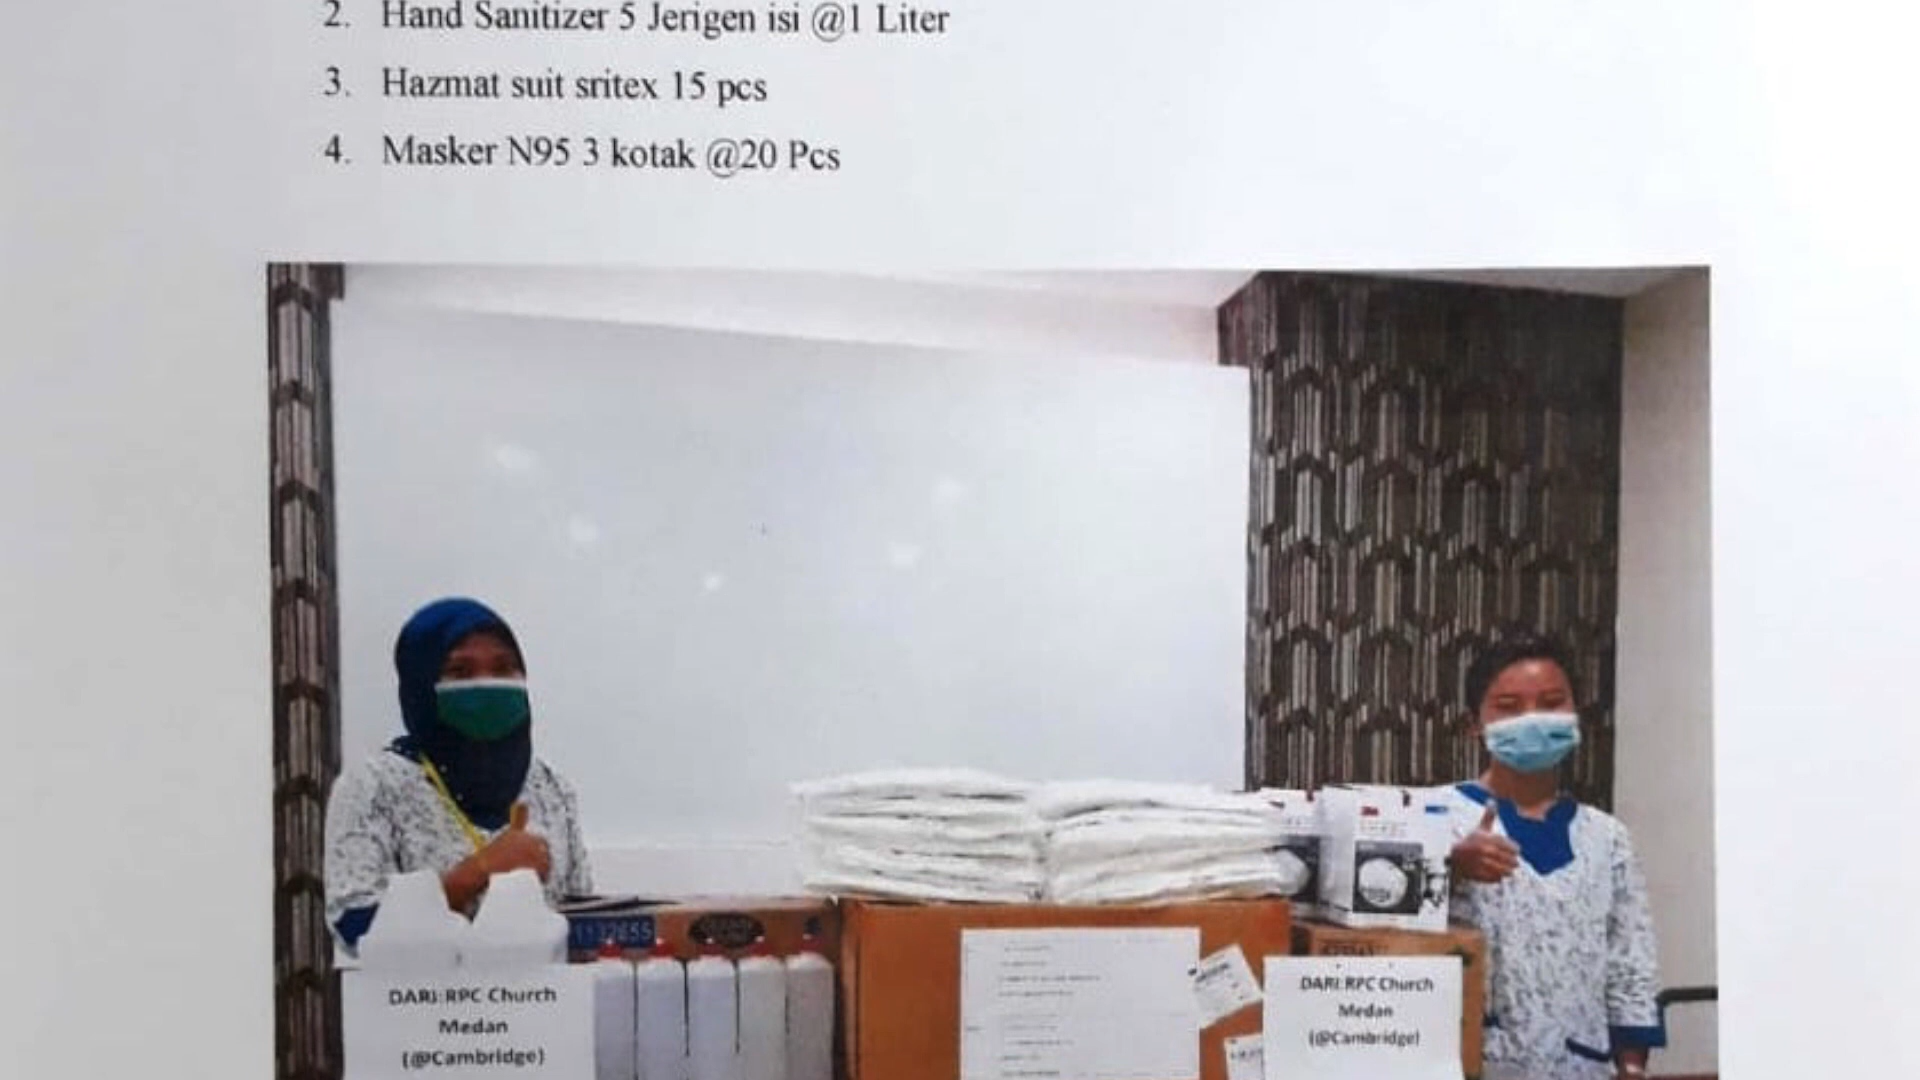 2. Hand Sanitizer 5 Jerigen isi @1 Liter
3. Hazmat suit sritex 15 pcs
4. Masker N95 3 kotak @20 Pcs
3M
DARI:RPC Church
Medan
(@Cambridge)
DARI:RPC Church
Medan
(@Cambridge)